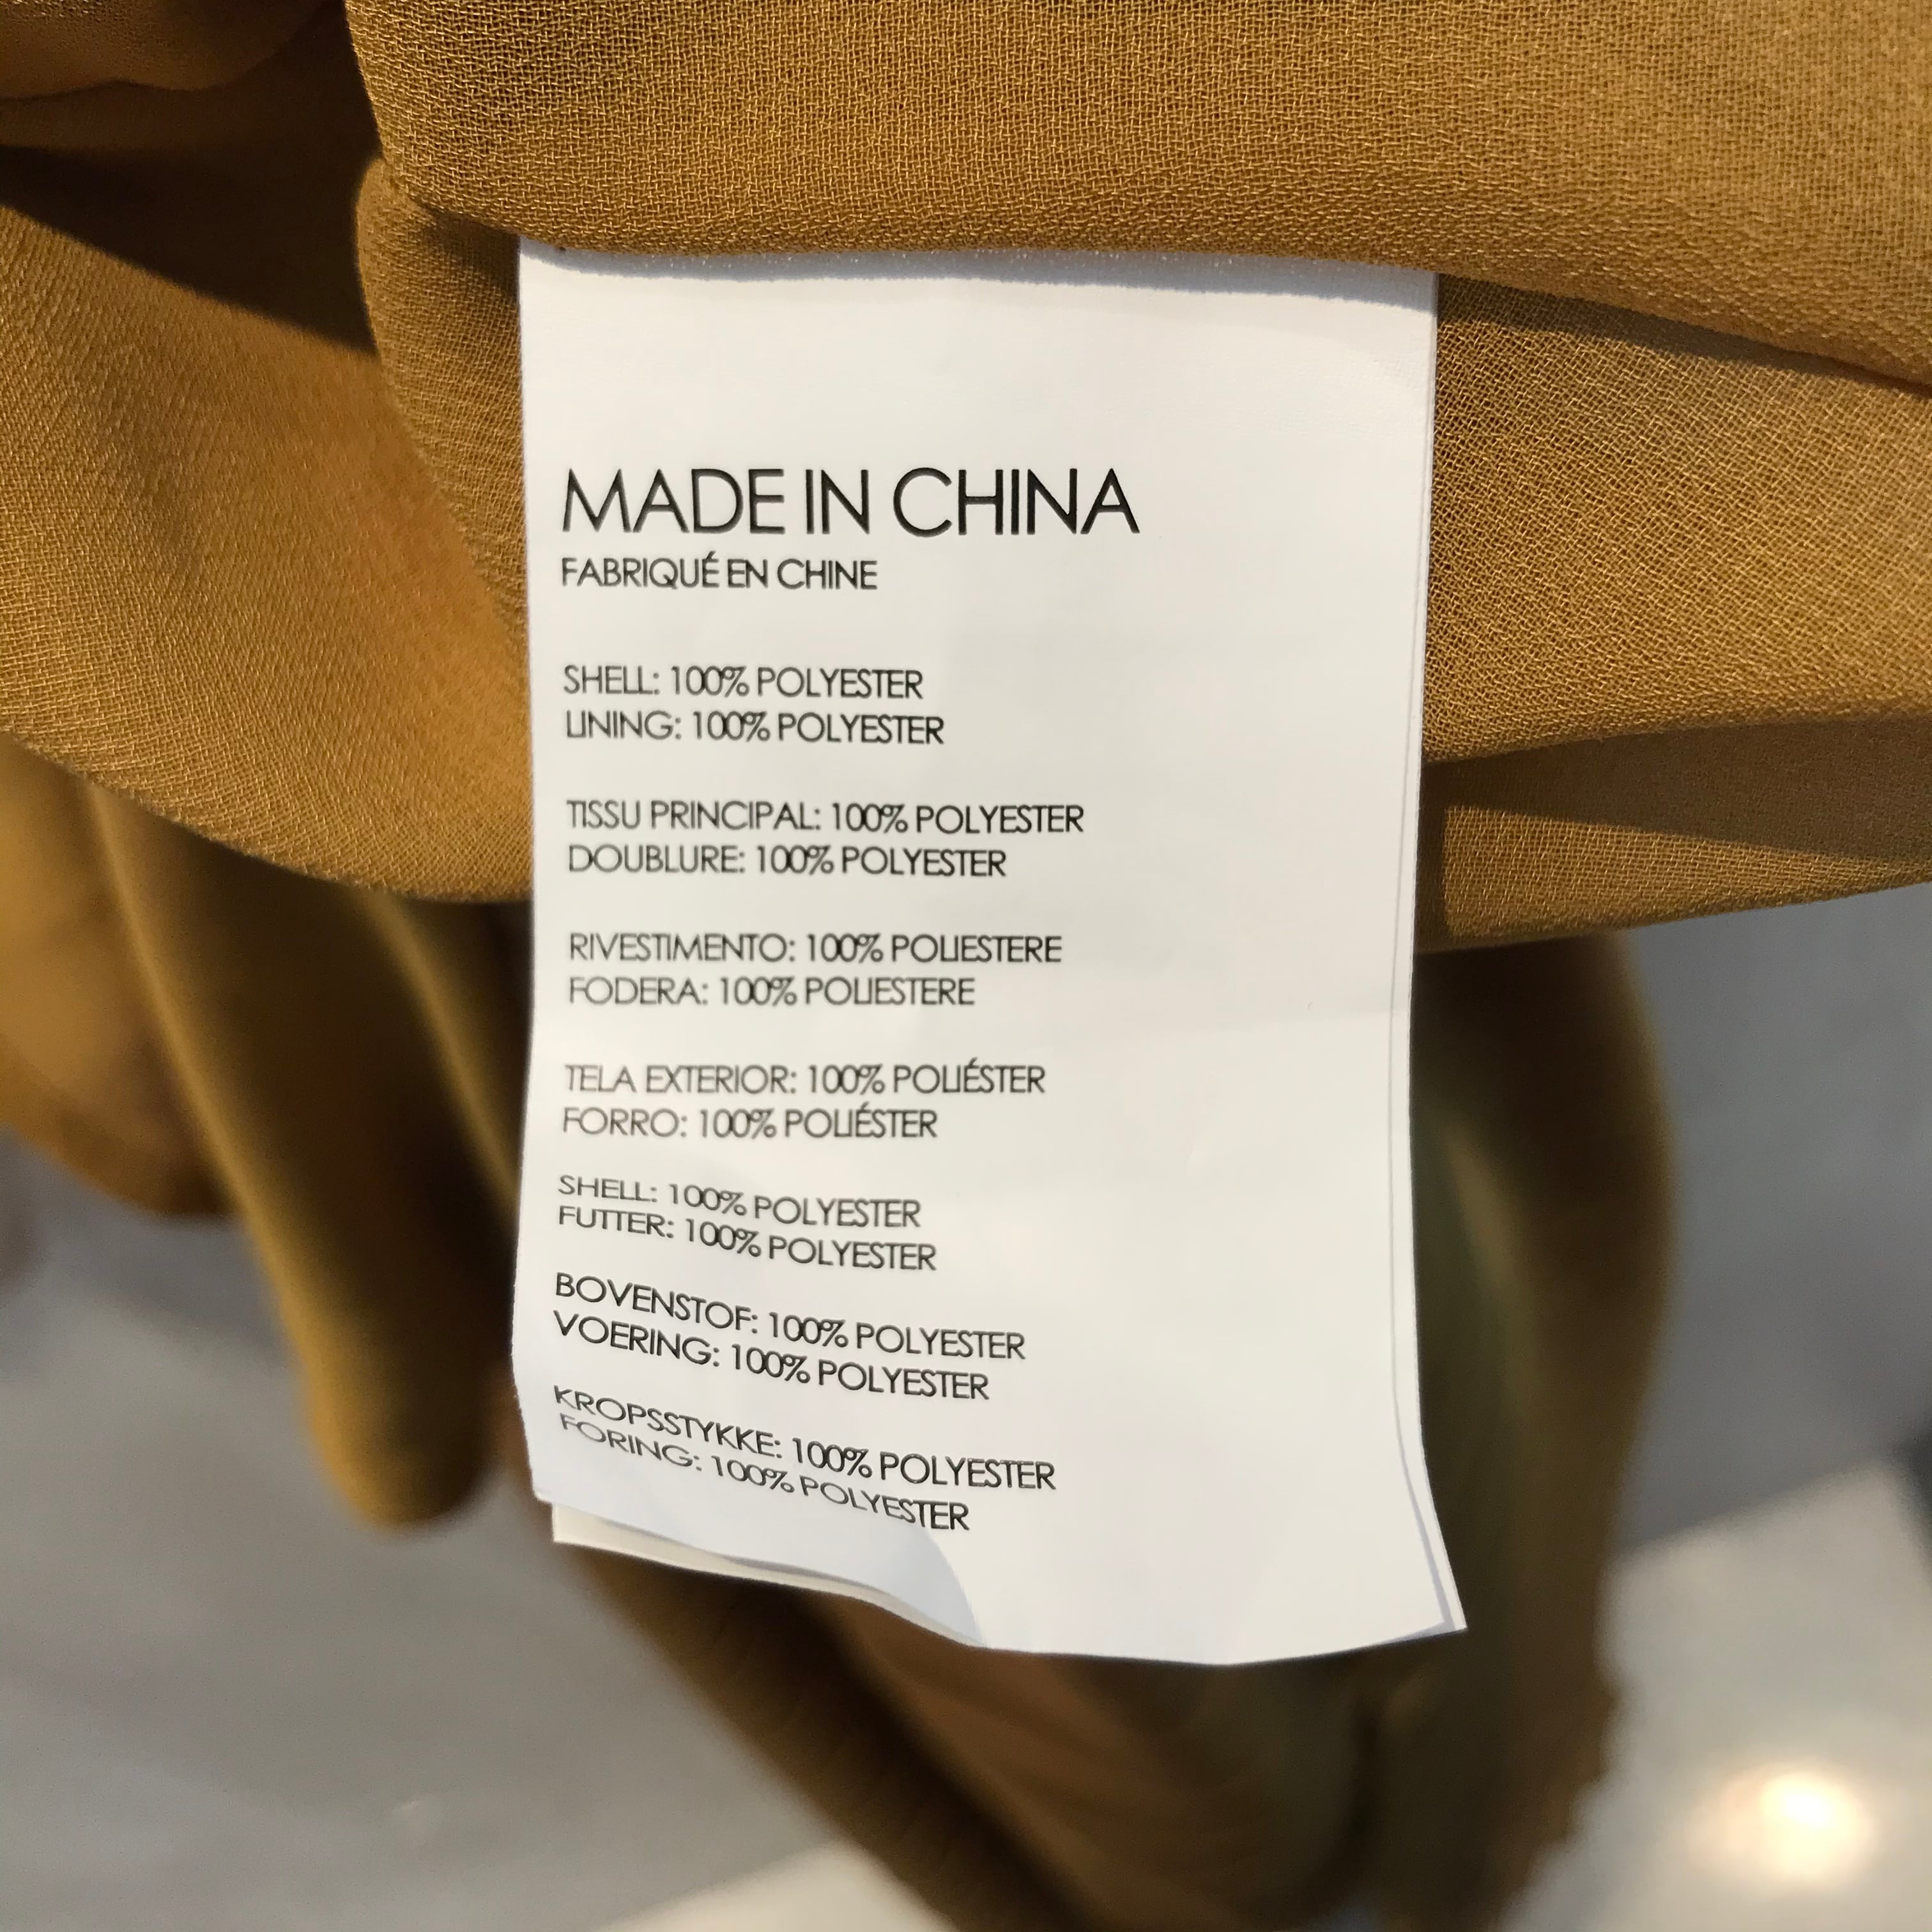 MADE IN CHINA
FABRIQUÉ EN CHINE
SHELL: 100% POLYESTER
LINING: 100% POLYESTER
TISSU PRINCIPAL: 100% POLYESTER
DOUBLURE: 100% POLYESTER
RIVESTIMENTO: 100% POLIESTERE
FODERA: 100% POLIESTERE
TELA EXTERIOR: 100% POLIÉSTER
FORRO: 100% POLIÉSTER
SHELL: 100% POLYESTER
FUTTER: 100% POLYESTER
BOVENSTOF: 100% POLYESTER
VOERING: 100% POLYESTER
KROPSSTYKKE: 100% POLYESTER
FORING: 100% POLYESTER